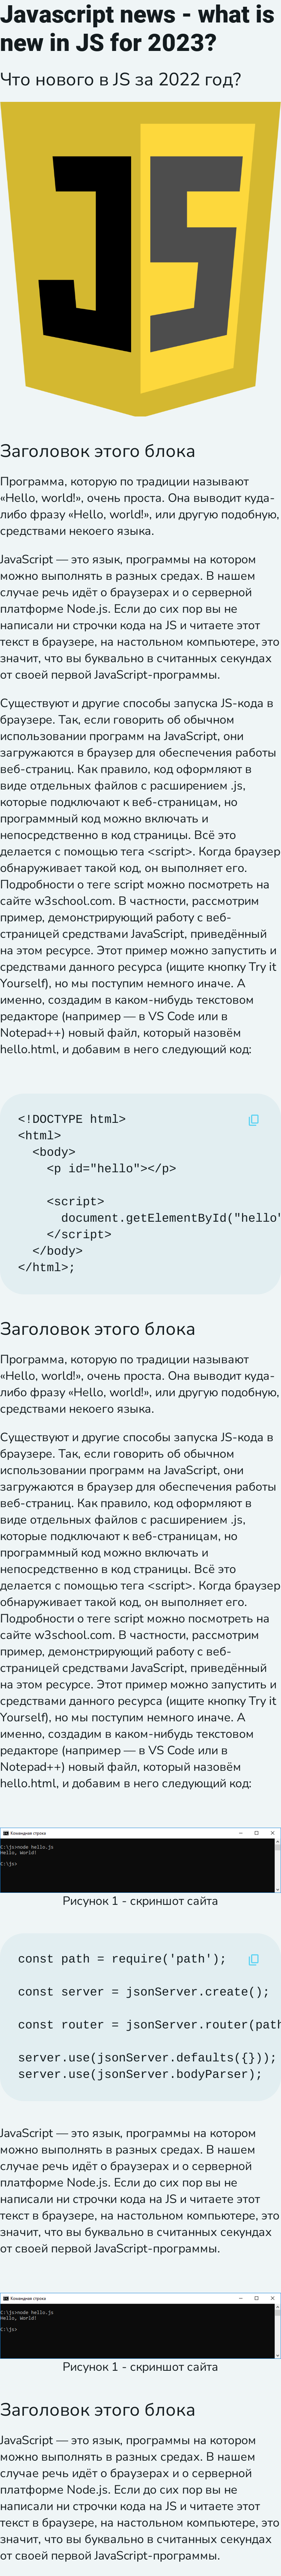 Javascript news - what is
new in JS for 2023?
Что нового в JS за 2022 год?
JS
Заголовок этого блока
Программа, которую по традиции называют
«Hello, world!», очень проста. Она выводит куда-
либо фразу «Hello, world!», или другую подобную,
средствами некоего языка.
JavaScript — это язык, программы на котором
можно выполнять в разных средах. В нашем
случае речь идёт о браузерах и о серверной
платформе Node.js. Если до сих пор вы не
написали ни строчки кода на JS и читаете этот
текст в браузере, на настольном компьютере, это
значит, что вы буквально в считанных секундах
от своей первой JavaScript-программы.
Существуют и другие способы запуска JS-кода в
браузере. Так, если говорить об обычном
использовании программ на JavaScript, они
загружаются в браузер для обеспечения работы
веб-страниц. Как правило, код оформляют в
виде отдельных файлов с расширением .js,
которые подключают к веб-страницам, но
программный код можно включать и
непосредственно в код страницы. Всё это
делается с помощью тега <script>. Когда браузер
обнаруживает такой код, он выполняет его.
Подробности о теге script можно посмотреть на
сайте w3school.com. В частности, рассмотрим
пример, демонстрирующий работу с веб-
страницей средствами JavaScript, приведённый
на этом ресурсе. Этот пример можно запустить и
средствами данного ресурса (ищите кнопку Try it
Yourself), но мы поступим немного иначе. А
именно, создадим в каком-нибудь текстовом
редакторе (например — в VS Code или в
Notepad++) новый файл, который назовём
hello.html, и добавим в него следующий код:
<!DOCTYPE html>
<html>
<body>
<p id="hello"></p>
<script>
document.getElementById("hello"
</script>
</body>
</html>;
Заголовок этого блока
Программа, которую по традиции называют
«Hello, world!», очень проста. Она выводит куда-
либо фразу «Hello, world!», или другую подобную,
средствами некоего языка.
Существуют и другие способы запуска JS-кода в
браузере. Так, если говорить об обычном
использовании программ на JavaScript, они
загружаются в браузер для обеспечения работы
веб-страниц. Как правило, код оформляют в
виде отдельных файлов с расширением .js,
которые подключают к веб-страницам, но
программный код можно включать и
непосредственно в код страницы. Всё это
делается с помощью тега <script>. Когда браузер
обнаруживает такой код, он выполняет его.
Подробности о теге script можно посмотреть на
сайте w3school.com. В частности, рассмотрим
пример, демонстрирующий работу с веб-
страницей средствами JavaScript, приведённый
на этом ресурсе. Этот пример можно запустить и
средствами данного ресурса (ищите кнопку Try it
Yourself), но мы поступим немного иначе. А
именно, создадим в каком-нибудь текстовом
редакторе (например — в VS Code или в
Notepad++) новый файл, который назовём
hello.html, и добавим в него следующий код:
Командная строка
C:\js>node hello.js
Hello, World!
C:\js>
Рисунок 1 - скриншот сайта
const path = require('path');
const server = jsonServer.create();
const router = jsonServer.router(path
server.use(jsonServer.defaults({}));
server.use(jsonServer.bodyParser);
JavaScript — это язык, программы на котором
можно выполнять в разных средах. В нашем
случае речь идёт о браузерах и о серверной
платформе Node.js. Если до сих пор вы не
написали ни строчки кода на JS и читаете этот
текст в браузере, на настольном компьютере, это
значит, что вы буквально в считанных секундах
от своей первой JavaScript-программы.
Командная строка
C:\js>node hello.js
Hello, World!
C:\js>
Рисунок 1 - скриншот сайта
Заголовок этого блока
JavaScript — это язык, программы на котором
можно выполнять в разных средах. В нашем
случае речь идёт о браузерах и о серверной
платформе Node.js. Если до сих пор вы не
написали ни строчки кода на JS и читаете этот
текст в браузере, на настольном компьютере, это
значит, что вы буквально в считанных секундах
от своей первой JavaScript-программы.